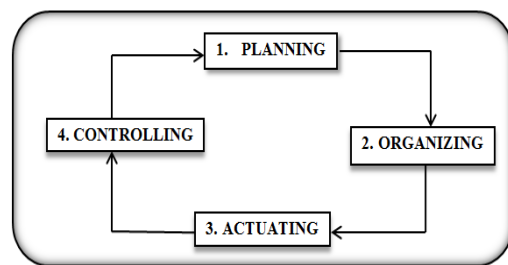 1. PLANNING
2. ORGANIZING
3. ACTUATING
4. CONTROLLING